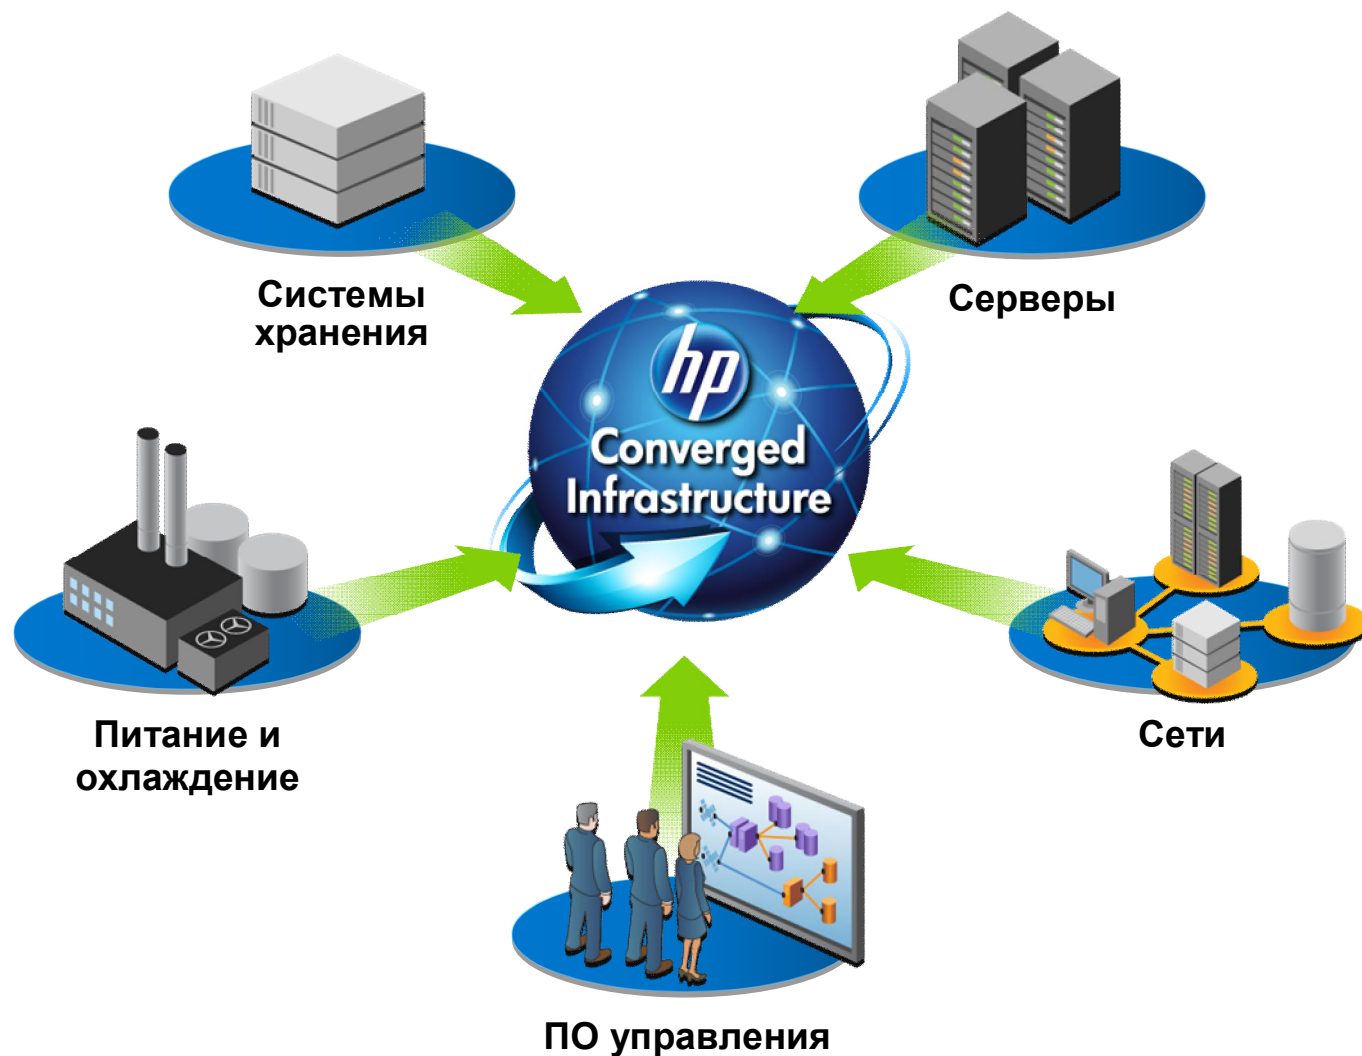 Системы
хранения
Серверы
hp
Converged
Infrastructure
Питание и
охлаждение
Сети
ПО управления